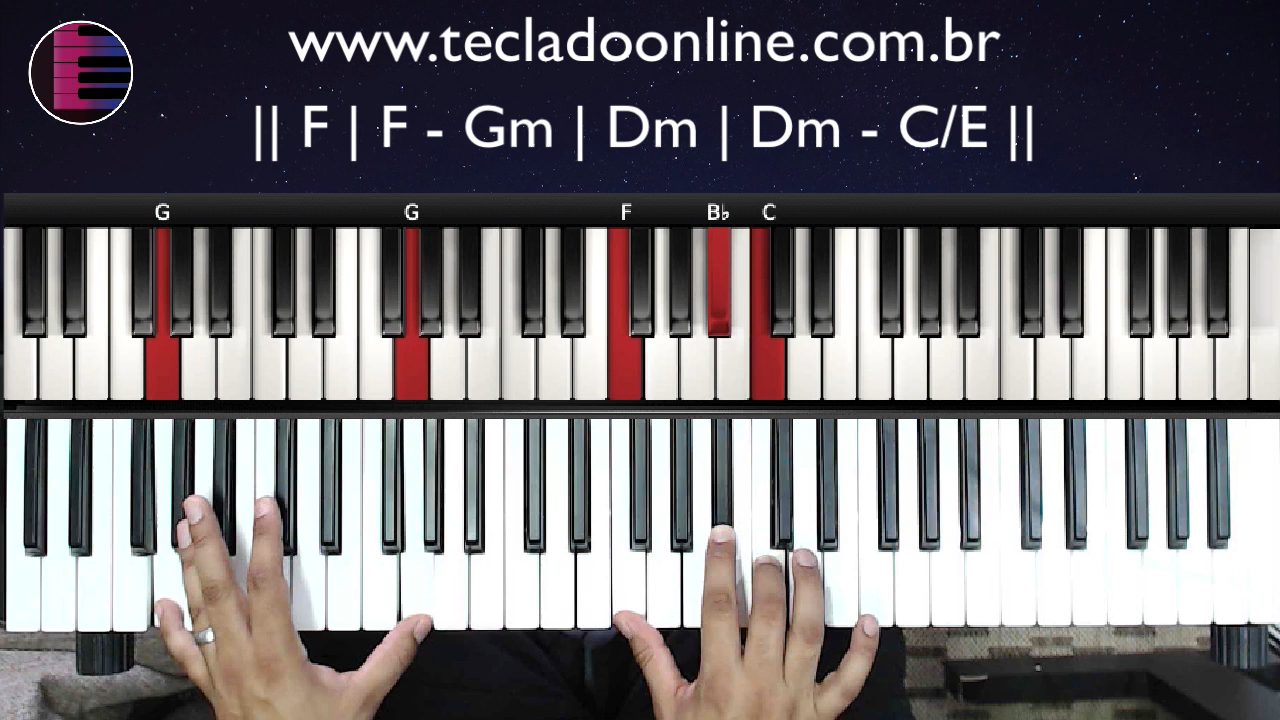 www.tecladoonline.com.br
|| F | F - Gm | Dm | Dm - C/E ||
G G F B♭ C